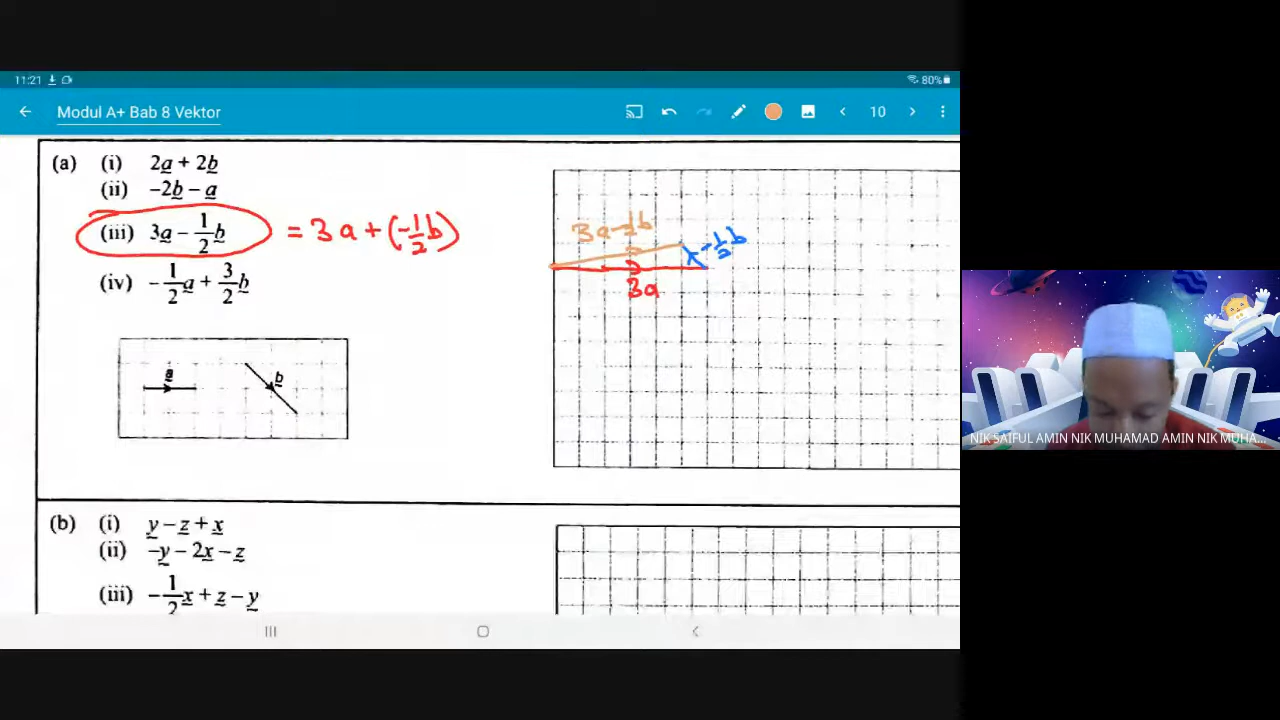 11:21
80%
Modul A+ Bab 8 Vektor
10
(a) (i) 2a + 2b
(ii) -2b - a
(iii) 3a - 1/2 b = 3a + (-1/2 b)
(iv) -1/2 a + 3/2 b
a
b
3a - 1/2 b
-1/2 b
3a
(b) (i) y - z + x
(ii) -y - 2x - z
(iii) -1/2 x + z - y
NIK SAIFUL AMIN NIK MUHAMAD AMIN NIK MUHA...